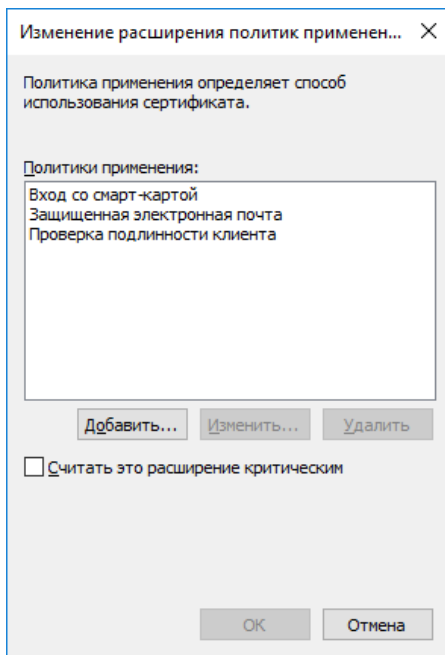 Изменение расширения политик применен...
Политика применения определяет способ
использования сертификата.
Политики применения:
Вход со смарт-картой
Защищенная электронная почта
Проверка подлинности клиента
Добавить... Изменить... Удалить
Считать это расширение критическим
ОК Отмена